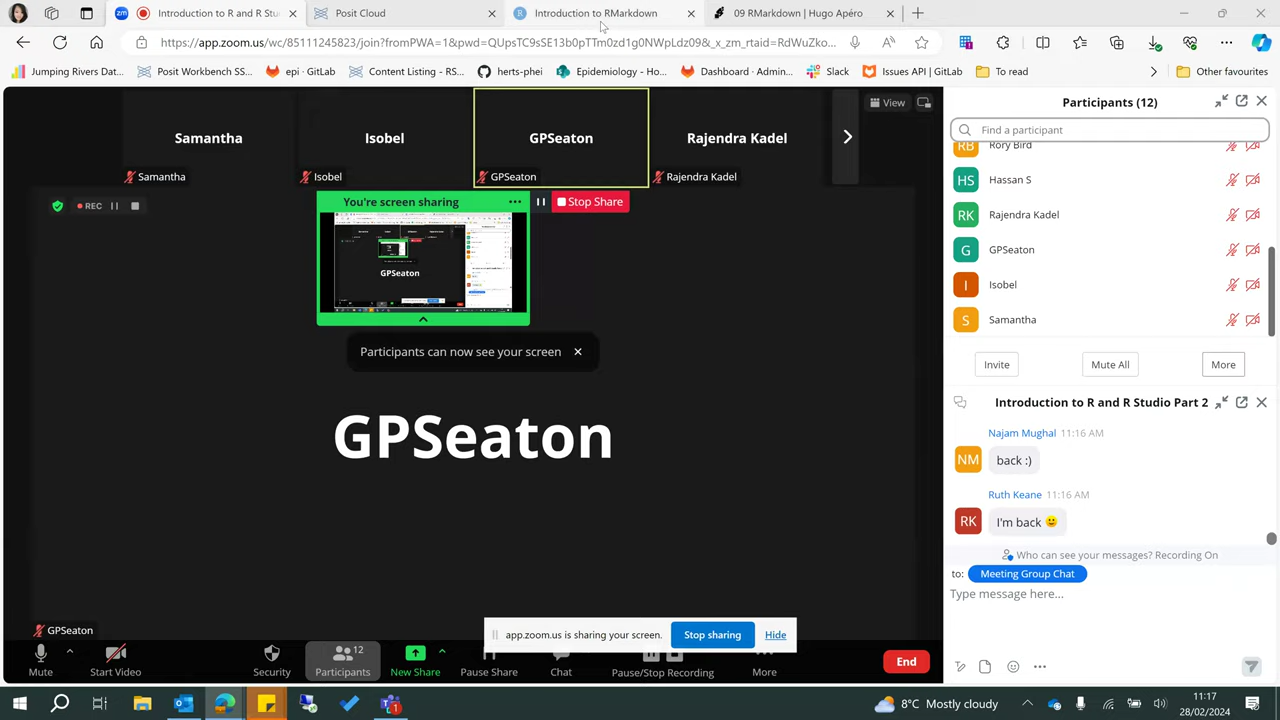 Introduction to R and R Stu
Posit Cloud
Introduction to RMarkdown
09 RMarkdown | Hugo Apéro
https://app.zoom.us/wc/85111245823/join?fromPWA=1&pwd=QUpsTC9sSE13b0pTTm0zd1g0NWpLdz09&_x_zm_rtaid=RdWuZko...
Jumping Rivers Dat...
Posit Workbench SS...
epi · GitLab
Content Listing - RS...
herts-phei
Epidemiology - Ho...
Dashboard · Admin...
Slack
Issues API | GitLab
To read
Other favourites
View
Participants (12)
Find a participant
Samantha
Isobel
GPSeaton
Rajendra Kadel
Samantha
Isobel
GPSeaton
Rajendra Kadel
RB Rory Bird
HS Hassan S
RK Rajendra Kadel
G GPSeaton
I Isobel
S Samantha
REC
You're screen sharing
Stop Share
GPSeaton
Participants can now see your screen
GPSeaton
Invite
Mute All
More
Introduction to R and R Studio Part 2
Najam Mughal 11:16 AM
NM back :)
Ruth Keane 11:16 AM
RK I'm back 🙂
Who can see your messages? Recording On
to: Meeting Group Chat
Type message here...
GPSeaton
app.zoom.us is sharing your screen.
Stop sharing
Hide
Mute
Start Video
Security
12
Participants
New Share
Pause Share
Chat
Pause/Stop Recording
More
End
8°C Mostly cloudy
11:17
28/02/2024